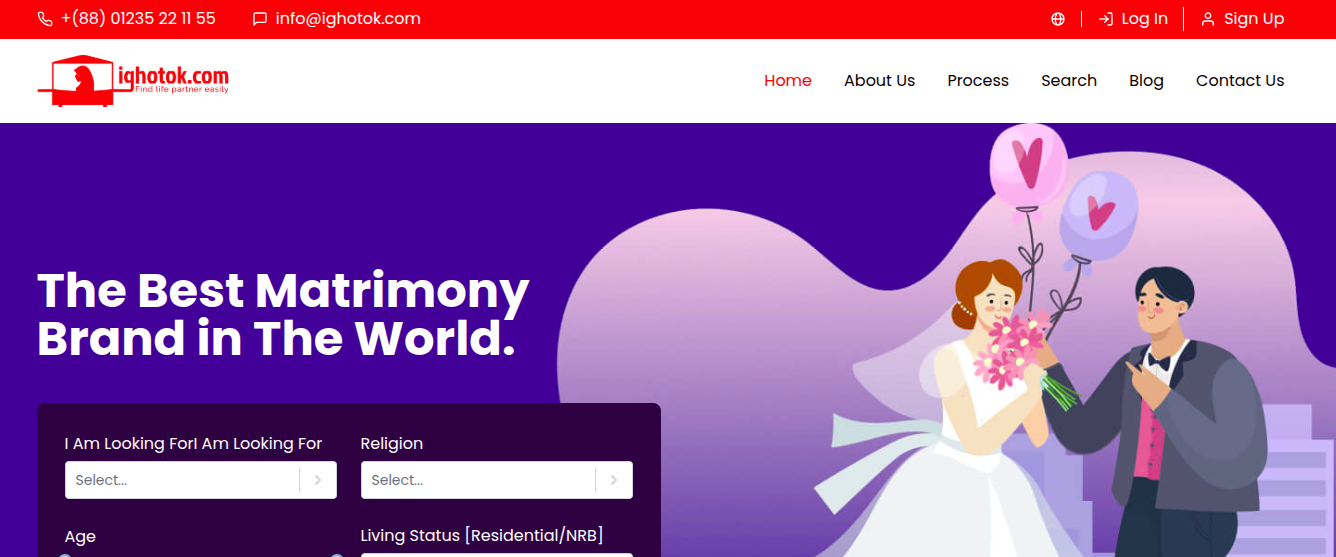 +(88) 01235 22 11 55
info@ighotok.com
Log In
Sign Up
ighotok.com
Find life partner easily
Home
About Us
Process
Search
Blog
Contact Us
The Best Matrimony
Brand in The World.
I Am Looking ForI Am Looking For
Religion
Select...
Select...
Age
Living Status [Residential/NRB]